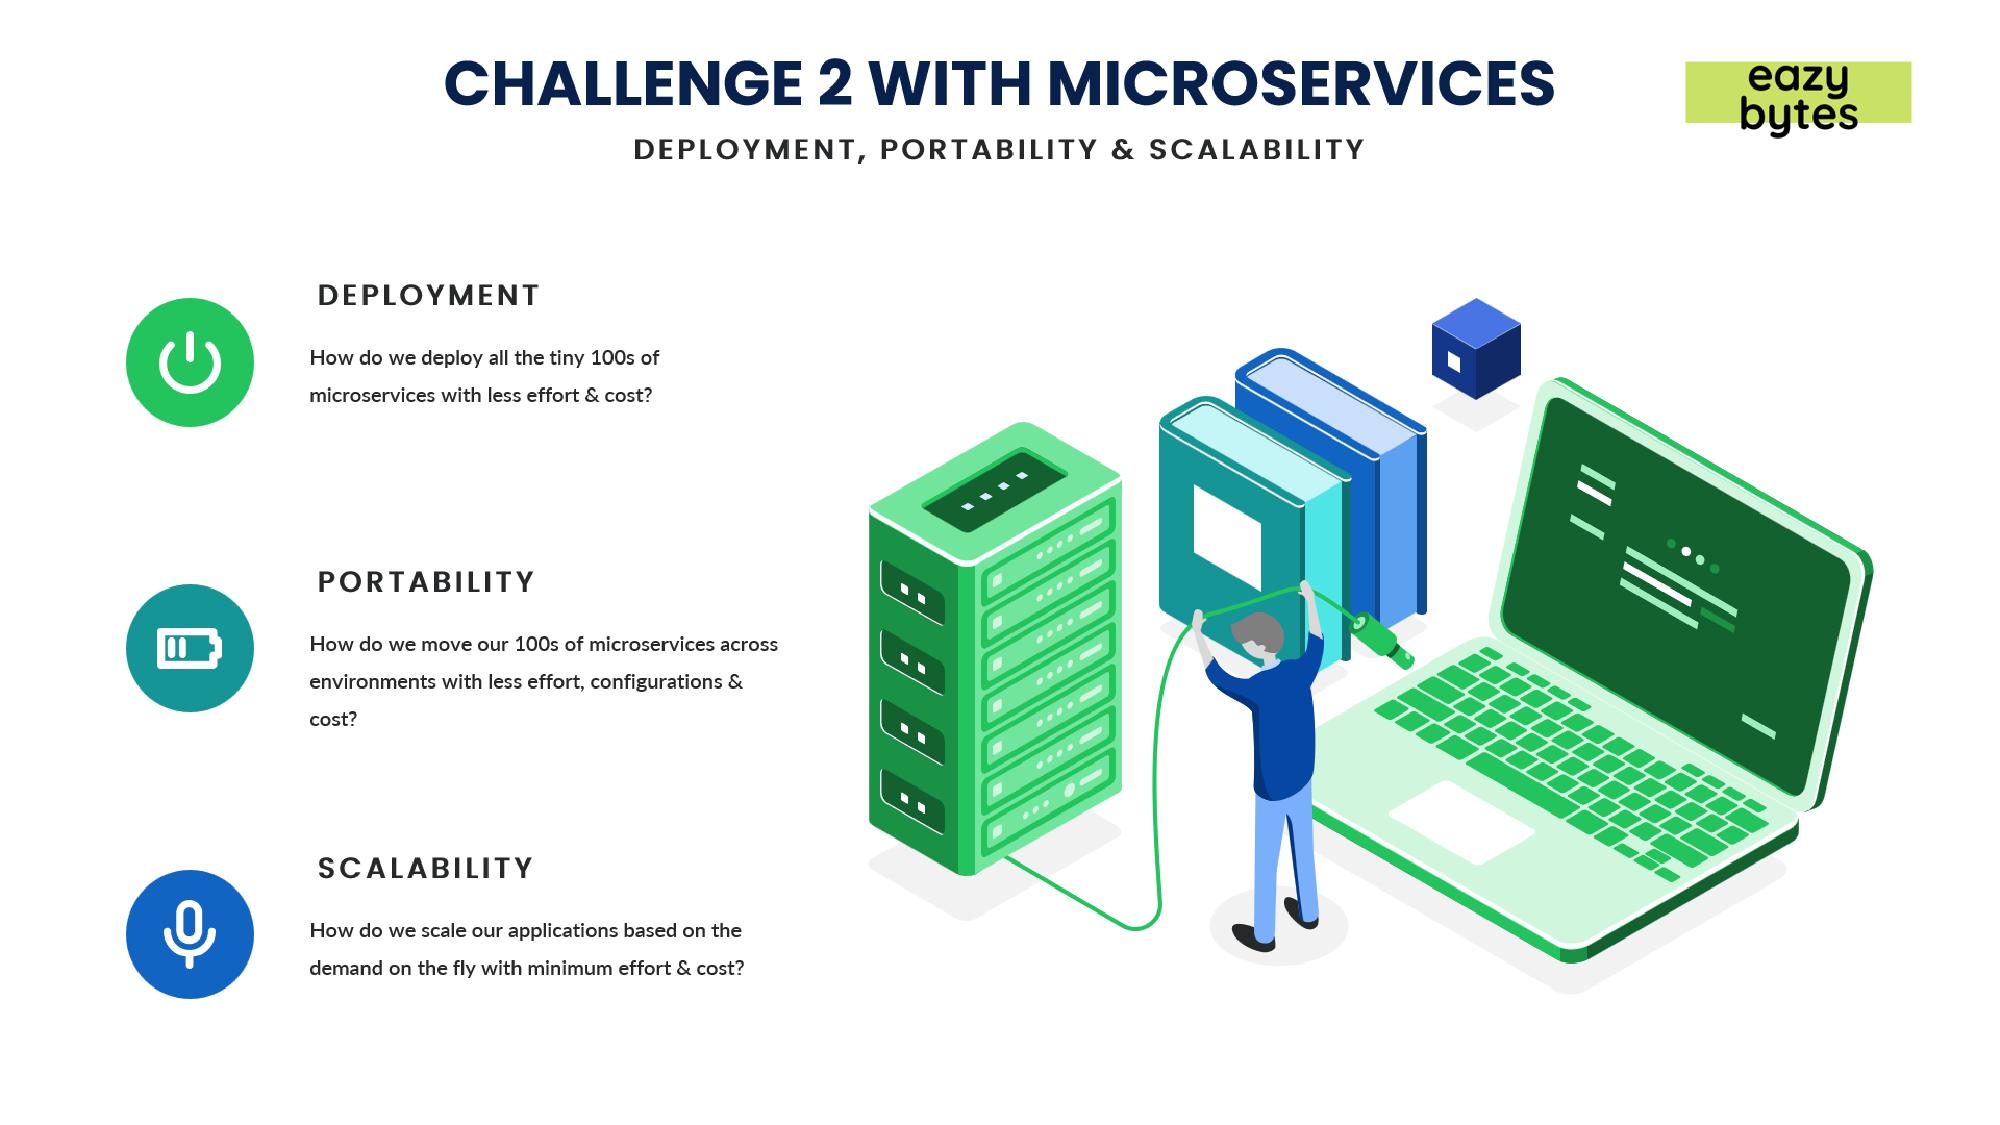 CHALLENGE 2 WITH MICROSERVICES
DEPLOYMENT, PORTABILITY & SCALABILITY
eazy
bytes
DEPLOYMENT
How do we deploy all the tiny 100s of
microservices with less effort & cost?
PORTABILITY
How do we move our 100s of microservices across
environments with less effort, configurations &
cost?
SCALABILITY
How do we scale our applications based on the
demand on the fly with minimum effort & cost?